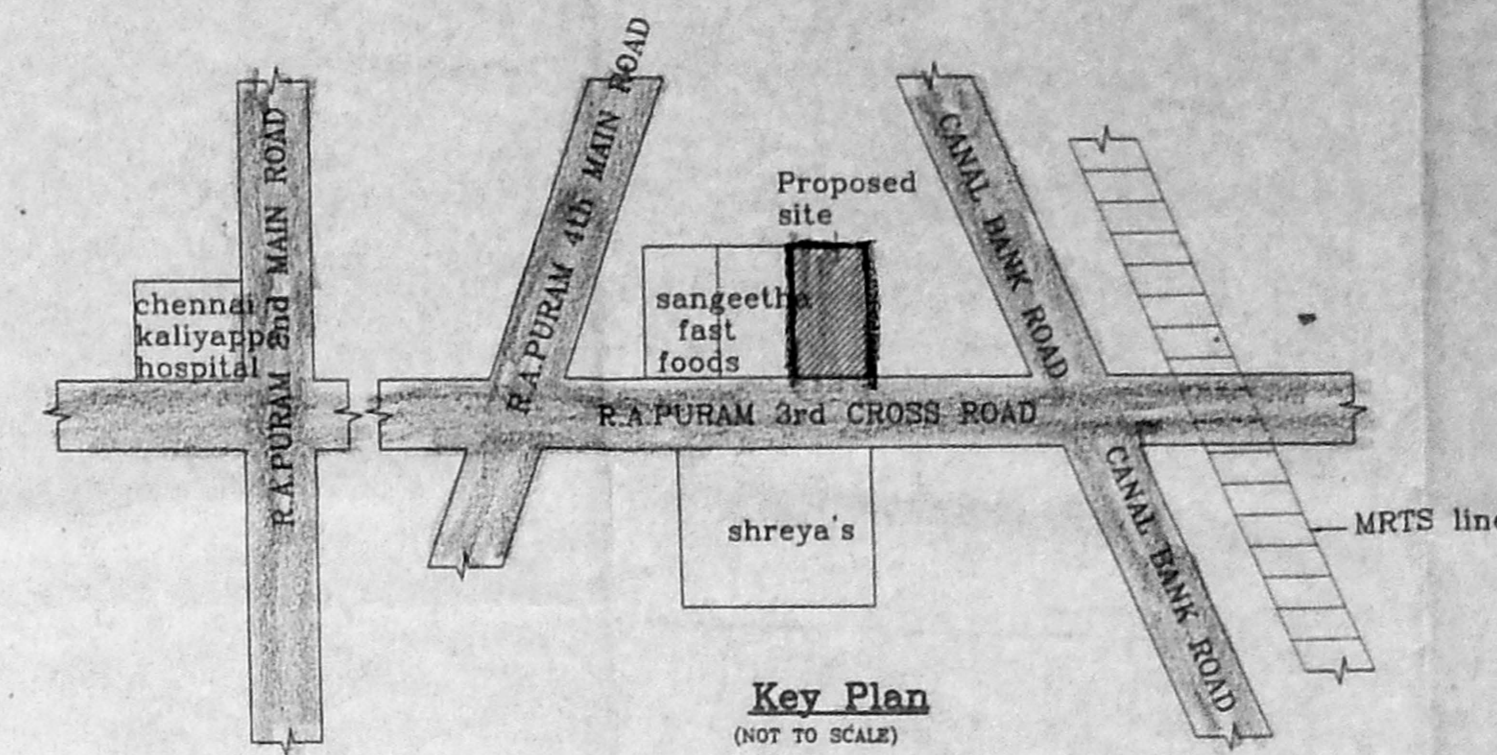 R.A.PURAM 2nd MAIN ROAD
R.A.PURAM 4th MAIN ROAD
CANAL BANK ROAD
Proposed
site
chennai
kaliyappa
hospital
sangeetha
fast
foods
R.A.PURAM 3rd CROSS ROAD
CANAL BANK ROAD
shreya's
MRTS line
Key Plan
(NOT TO SCALE)